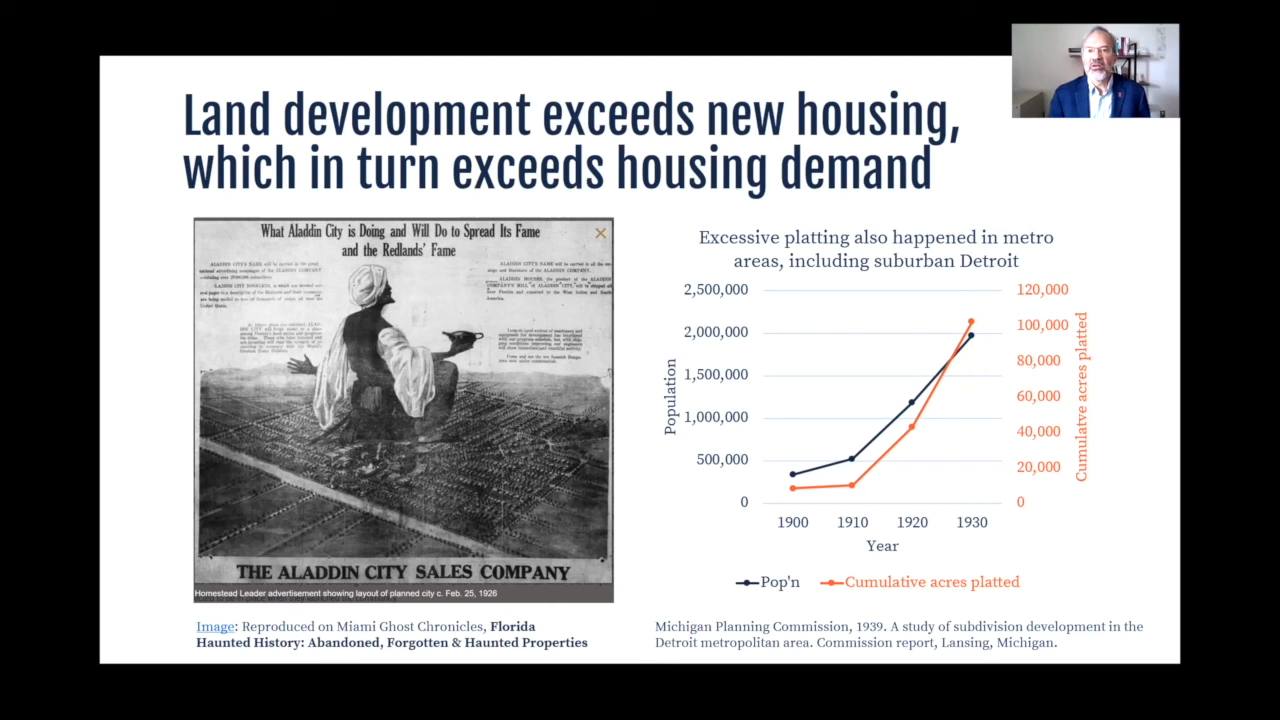 Land development exceeds new housing,
which in turn exceeds housing demand
What Aladdin City is Doing and Will Do to Spread Its Fame
and the Redlands' Fame
THE ALADDIN CITY SALES COMPANY
Homestead Leader advertisement showing layout of planned city c. Feb. 25, 1926
Image: Reproduced on Miami Ghost Chronicles, Florida
Haunted History: Abandoned, Forgotten & Haunted Properties
Excessive platting also happened in metro
areas, including suburban Detroit
2,500,000
2,000,000
1,500,000
1,000,000
500,000
0
Population
120,000
100,000
80,000
60,000
40,000
20,000
0
Cumulatve acres platted
1900 1910 1920 1930
Year
Pop'n Cumulative acres platted
Michigan Planning Commission, 1939. A study of subdivision development in the
Detroit metropolitan area. Commission report, Lansing, Michigan.